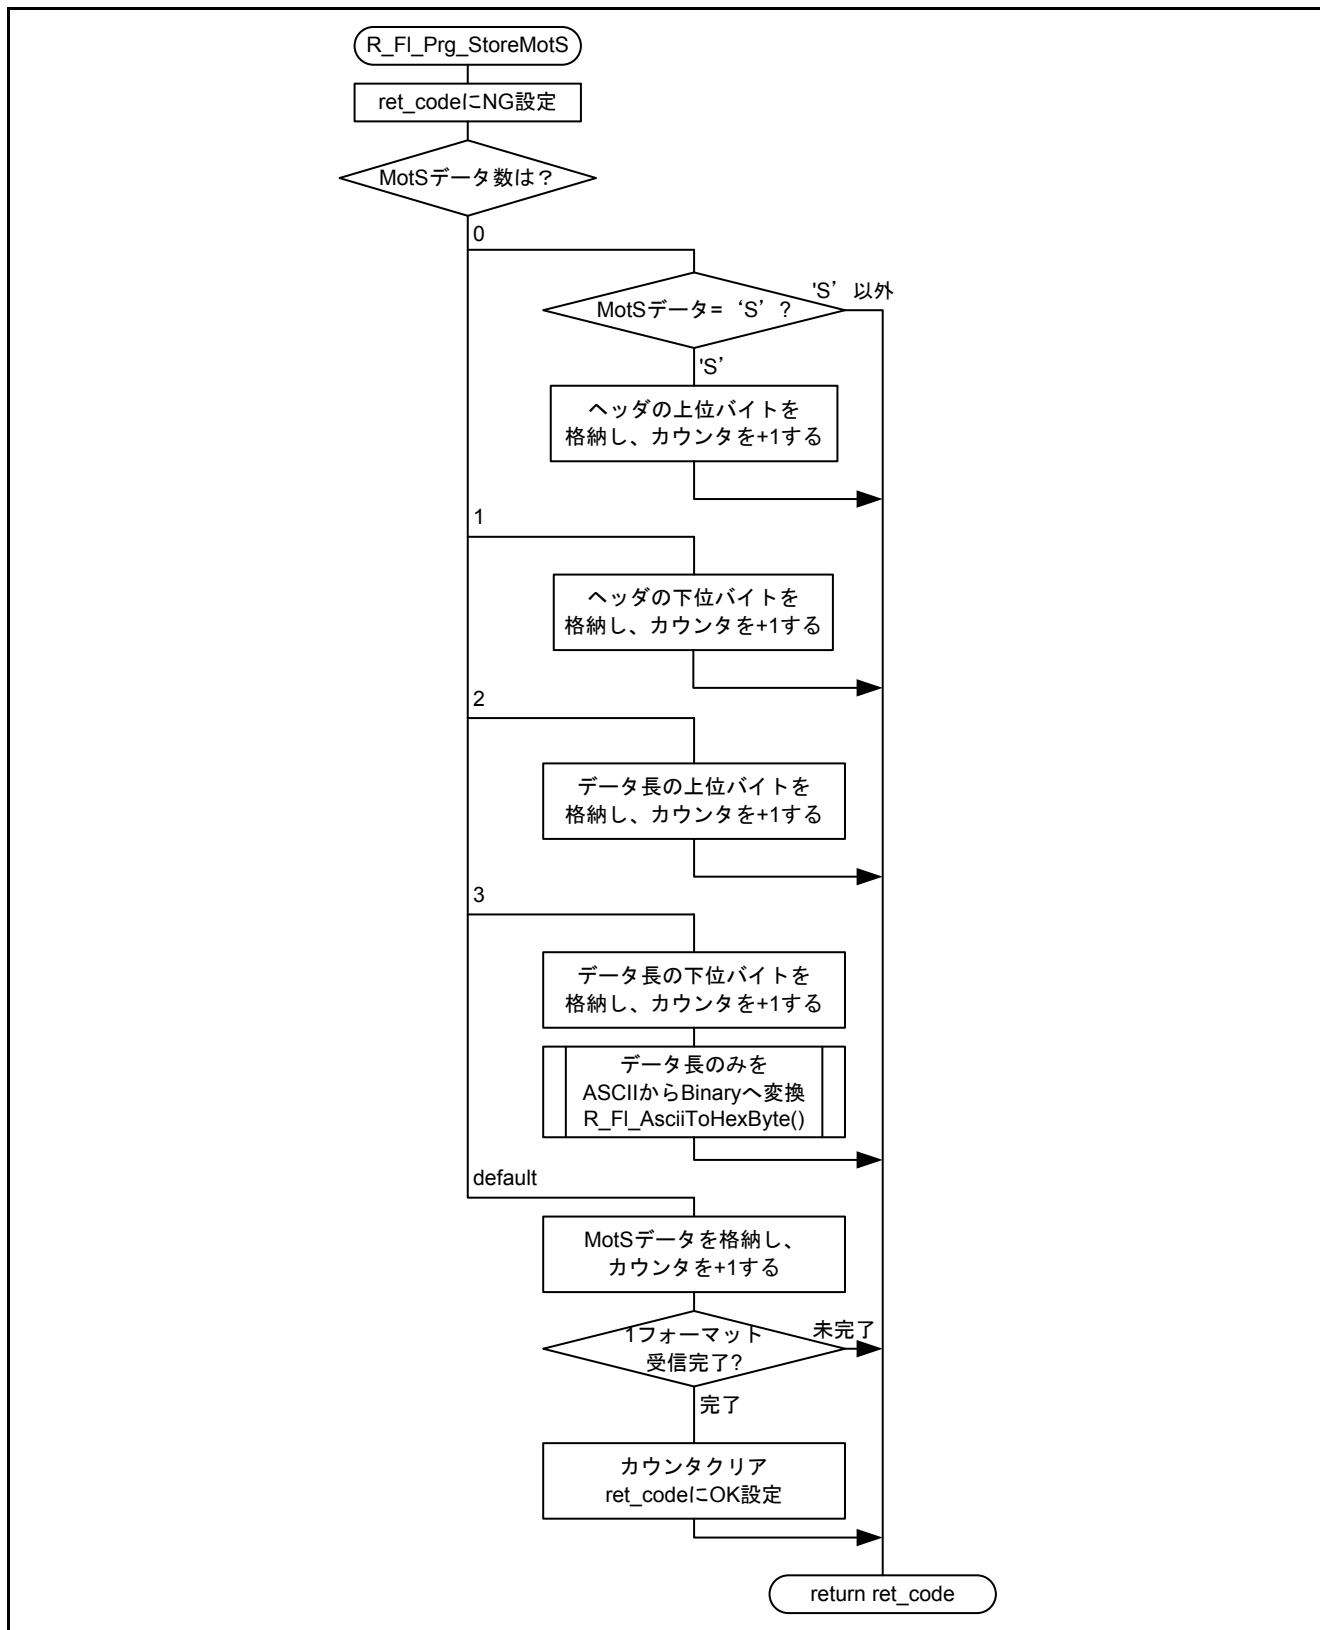 R_Fl_Prg_StoreMotS
ret_codeにNG設定
MotSデータ数は？
0
'S’ 以外
MotSデータ=‘S’?
'S’
ヘッダの上位バイトを
格納し、カウンタを+1する
1
ヘッダの下位バイトを
格納し、カウンタを+1する
2
データ長の上位バイトを
格納し、カウンタを+1する
3
データ長の下位バイトを
格納し、カウンタを+1する
データ長のみを
ASCIIからBinaryへ変換
R_Fl_AsciiToHexByte()
default
MotSデータを格納し、
カウンタを+1する
1フォーマット
受信完了?
未完了
完了
カウンタクリア
ret_codeにOK設定
return ret_code